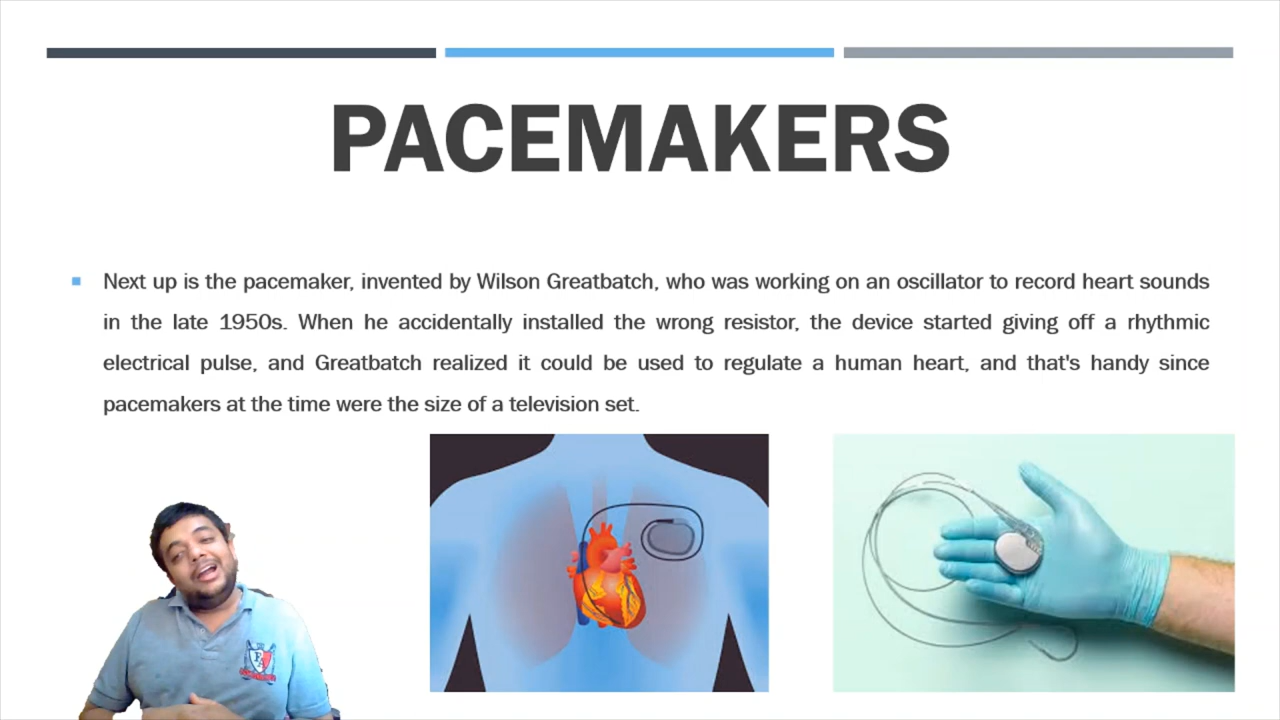 PACEMAKERS
Next up is the pacemaker, invented by Wilson Greatbatch, who was working on an oscillator to record heart sounds
in the late 1950s. When he accidentally installed the wrong resistor, the device started giving off a rhythmic
electrical pulse, and Greatbatch realized it could be used to regulate a human heart, and that's handy since
pacemakers at the time were the size of a television set.